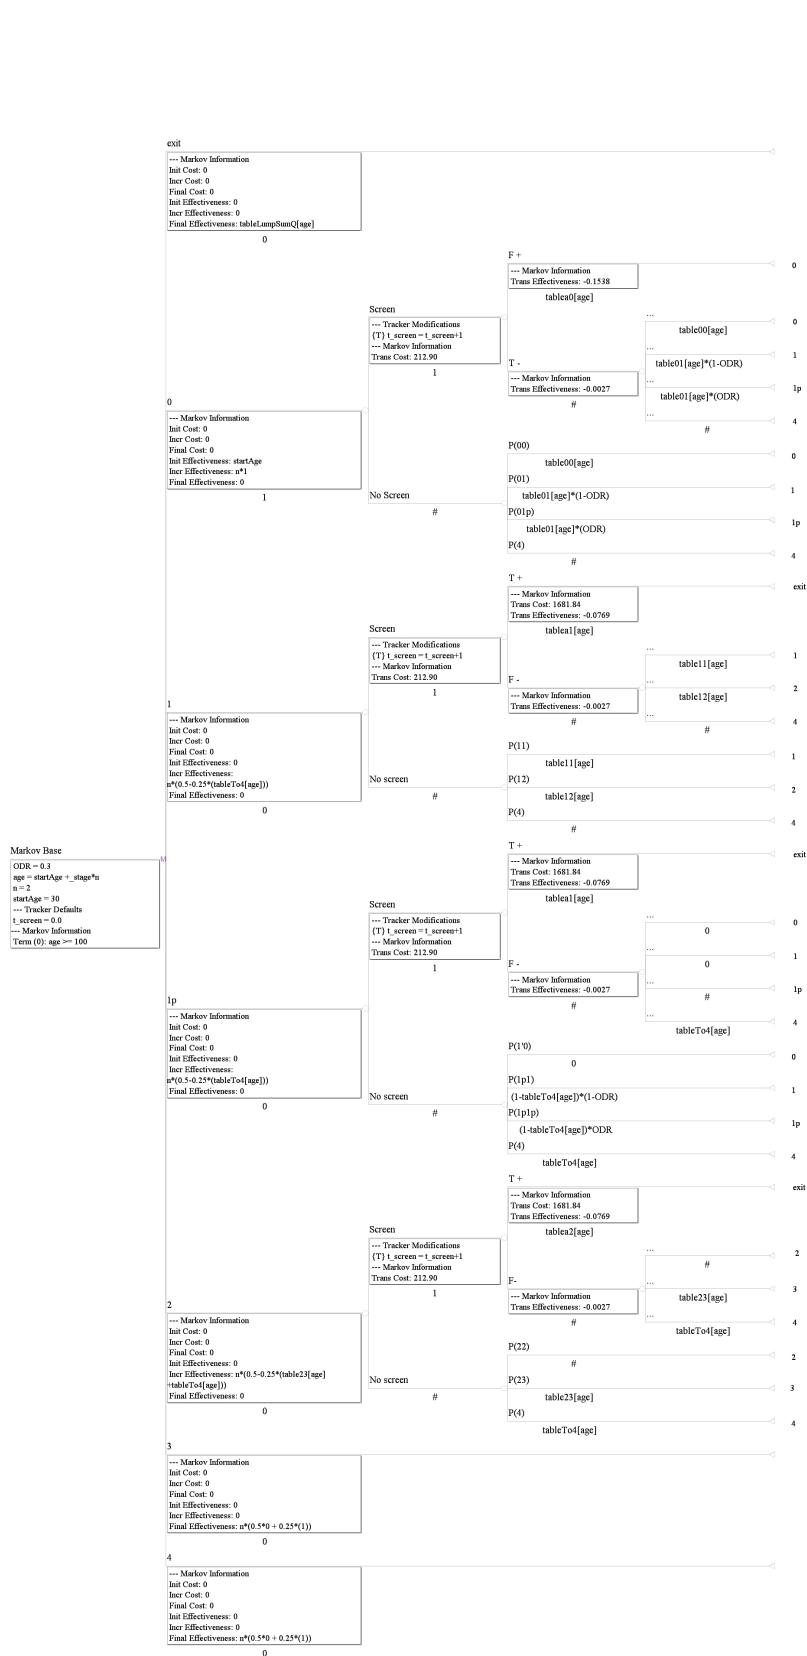 exit
--- Markov Information
Init Cost: 0
Incr Cost: 0
Final Cost: 0
Init Effectiveness: 0
Incr Effectiveness: 0
Final Effectiveness: tableLumpSumQ[age]
0
F +
0
--- Markov Information
Trans Effectiveness: -0.1538
tablea0[age]
Screen
--- Tracker Modifications
{T} t_screen = t_screen+1
--- Markov Information
Trans Cost: 212.90
1
...
0
table00[age]
...
1
T -
table01[age]*(1-ODR)
--- Markov Information
Trans Effectiveness: -0.0027
#
...
1p
table01[age]*(ODR)
...
4
#
0
--- Markov Information
Init Cost: 0
Incr Cost: 0
Final Cost: 0
Init Effectiveness: startAge
Incr Effectiveness: n*1
Final Effectiveness: 0
1
No Screen
#
P(00)
0
table00[age]
P(01)
1
table01[age]*(1-ODR)
P(01p)
1p
table01[age]*(ODR)
P(4)
4
#
T +
exit
--- Markov Information
Trans Cost: 1681.84
Trans Effectiveness: -0.0769
tablea1[age]
Screen
--- Tracker Modifications
{T} t_screen = t_screen+1
--- Markov Information
Trans Cost: 212.90
1
...
1
table11[age]
F -
...
2
--- Markov Information
Trans Effectiveness: -0.0027
#
table12[age]
...
4
#
1
--- Markov Information
Init Cost: 0
Incr Cost: 0
Final Cost: 0
Init Effectiveness: 0
Incr Effectiveness:
n*(0.5-0.25*(tableTo4[age]))
Final Effectiveness: 0
0
No screen
#
P(11)
1
table11[age]
P(12)
2
table12[age]
P(4)
4
#
Markov Base
ODR = 0.3
age = startAge +_stage*n
n = 2
startAge = 30
--- Tracker Defaults
t_screen = 0.0
--- Markov Information
Term (0): age >= 100
M
T +
exit
--- Markov Information
Trans Cost: 1681.84
Trans Effectiveness: -0.0769
tablea1[age]
Screen
--- Tracker Modifications
{T} t_screen = t_screen+1
--- Markov Information
Trans Cost: 212.90
1
...
0
0
...
1
0
F -
--- Markov Information
Trans Effectiveness: -0.0027
#
...
1p
#
...
4
tableTo4[age]
1p
--- Markov Information
Init Cost: 0
Incr Cost: 0
Final Cost: 0
Init Effectiveness: 0
Incr Effectiveness:
n*(0.5-0.25*(tableTo4[age]))
Final Effectiveness: 0
0
No screen
#
P(1'0)
0
0
P(1p1)
1
(1-tableTo4[age])*(1-ODR)
P(1p1p)
1p
(1-tableTo4[age])*ODR
P(4)
4
tableTo4[age]
T +
exit
--- Markov Information
Trans Cost: 1681.84
Trans Effectiveness: -0.0769
tablea2[age]
Screen
--- Tracker Modifications
{T} t_screen = t_screen+1
--- Markov Information
Trans Cost: 212.90
1
...
2
#
F-
--- Markov Information
Trans Effectiveness: -0.0027
#
...
3
table23[age]
...
4
tableTo4[age]
2
--- Markov Information
Init Cost: 0
Incr Cost: 0
Final Cost: 0
Init Effectiveness: 0
Incr Effectiveness: n*(0.5-0.25*(table23[age]
+tableTo4[age]))
Final Effectiveness: 0
0
No screen
#
P(22)
2
#
P(23)
3
table23[age]
P(4)
4
tableTo4[age]
3
--- Markov Information
Init Cost: 0
Incr Cost: 0
Final Cost: 0
Init Effectiveness: 0
Incr Effectiveness: 0
Final Effectiveness: n*(0.5*0 + 0.25*(1))
0
4
--- Markov Information
Init Cost: 0
Incr Cost: 0
Final Cost: 0
Init Effectiveness: 0
Incr Effectiveness: 0
Final Effectiveness: n*(0.5*0 + 0.25*(1))
0